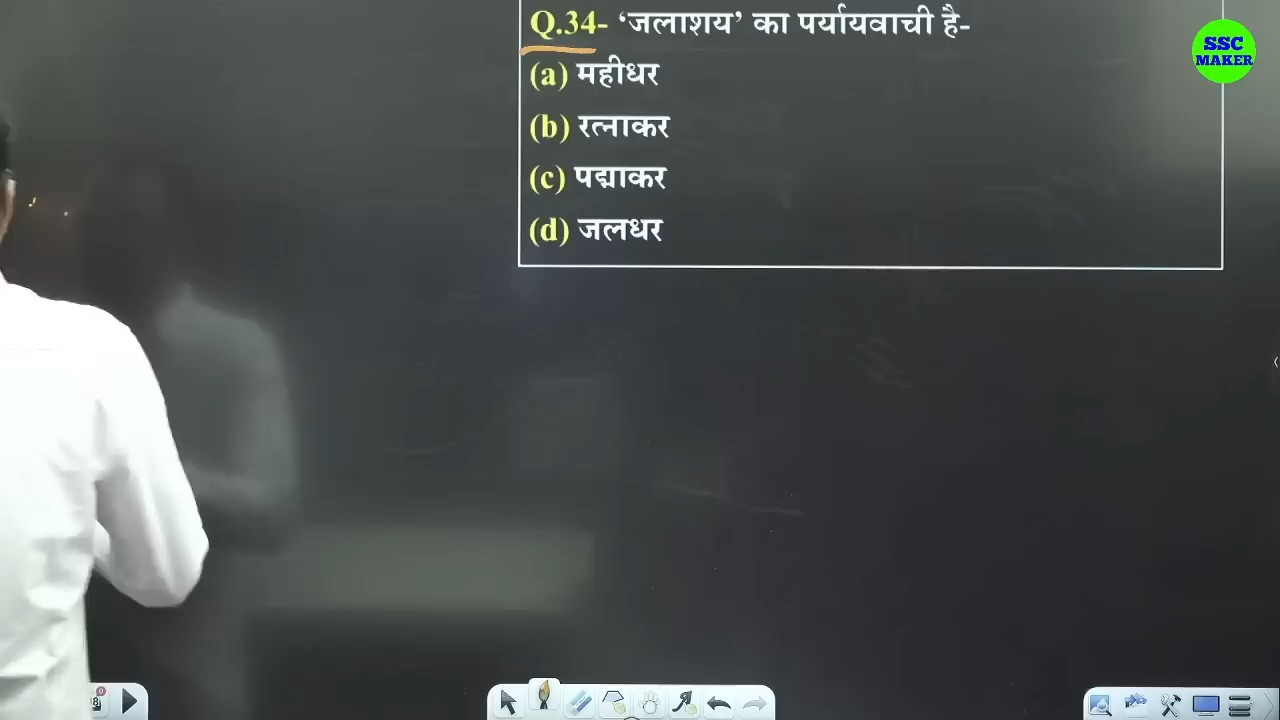 Q.34- ‘जलाशय’ का पर्यायवाची है-
(a) महीधर
(b) रत्नाकर
(c) पद्माकर
(d) जलधर
SSC
MAKER